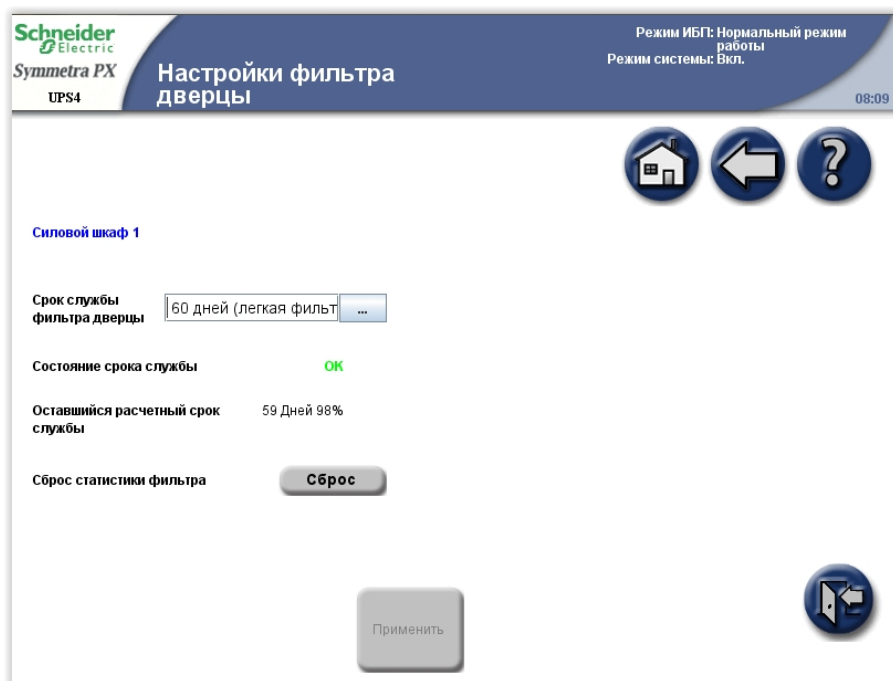 Schneider
Electric
Symmetra PX
UPS4
Настройки фильтра
дверцы
Режим ИБП: Нормальный режим
работы
Режим системы: Вкл.
08:09
?
Силовой шкаф 1
Срок службы
фильтра дверцы
60 дней (легкая фильт
...
Состояние срока службы
OK
Оставшийся расчетный срок
службы
59 Дней 98%
Сброс статистики фильтра
Сброс
Применить